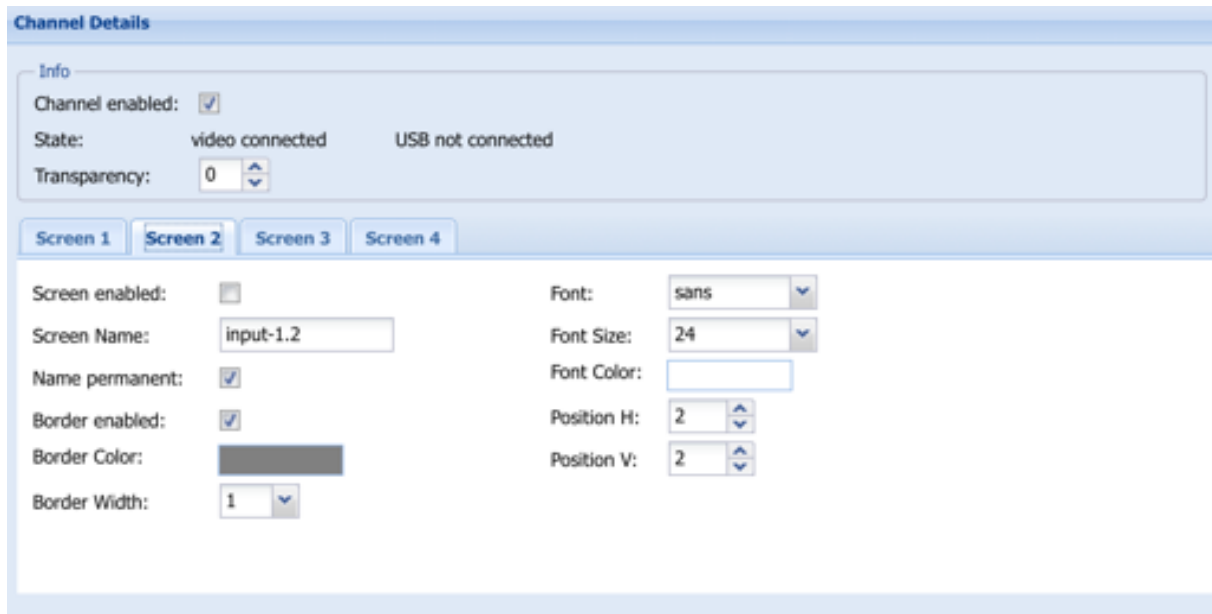 Channel Details
Info
Channel enabled:
State: video connected USB not connected
Transparency: 0
Screen 1 Screen 2 Screen 3 Screen 4
Screen enabled:
Screen Name: input-1.2
Name permanent:
Border enabled:
Border Color:
Border Width: 1
Font: sans
Font Size: 24
Font Color:
Position H: 2
Position V: 2